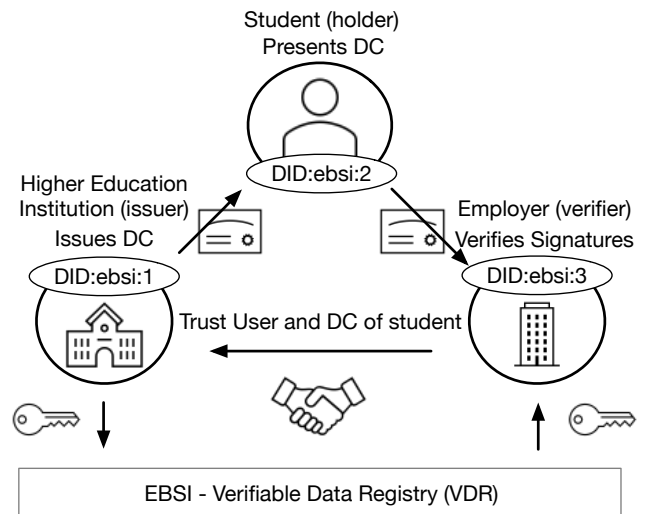 Student (holder)
Presents DC
DID:ebsi:2
Higher Education
Institution (issuer)
Issues DC
DID:ebsi:1
Employer (verifier)
Verifies Signatures
DID:ebsi:3
Trust User and DC of student
EBSI - Verifiable Data Registry (VDR)